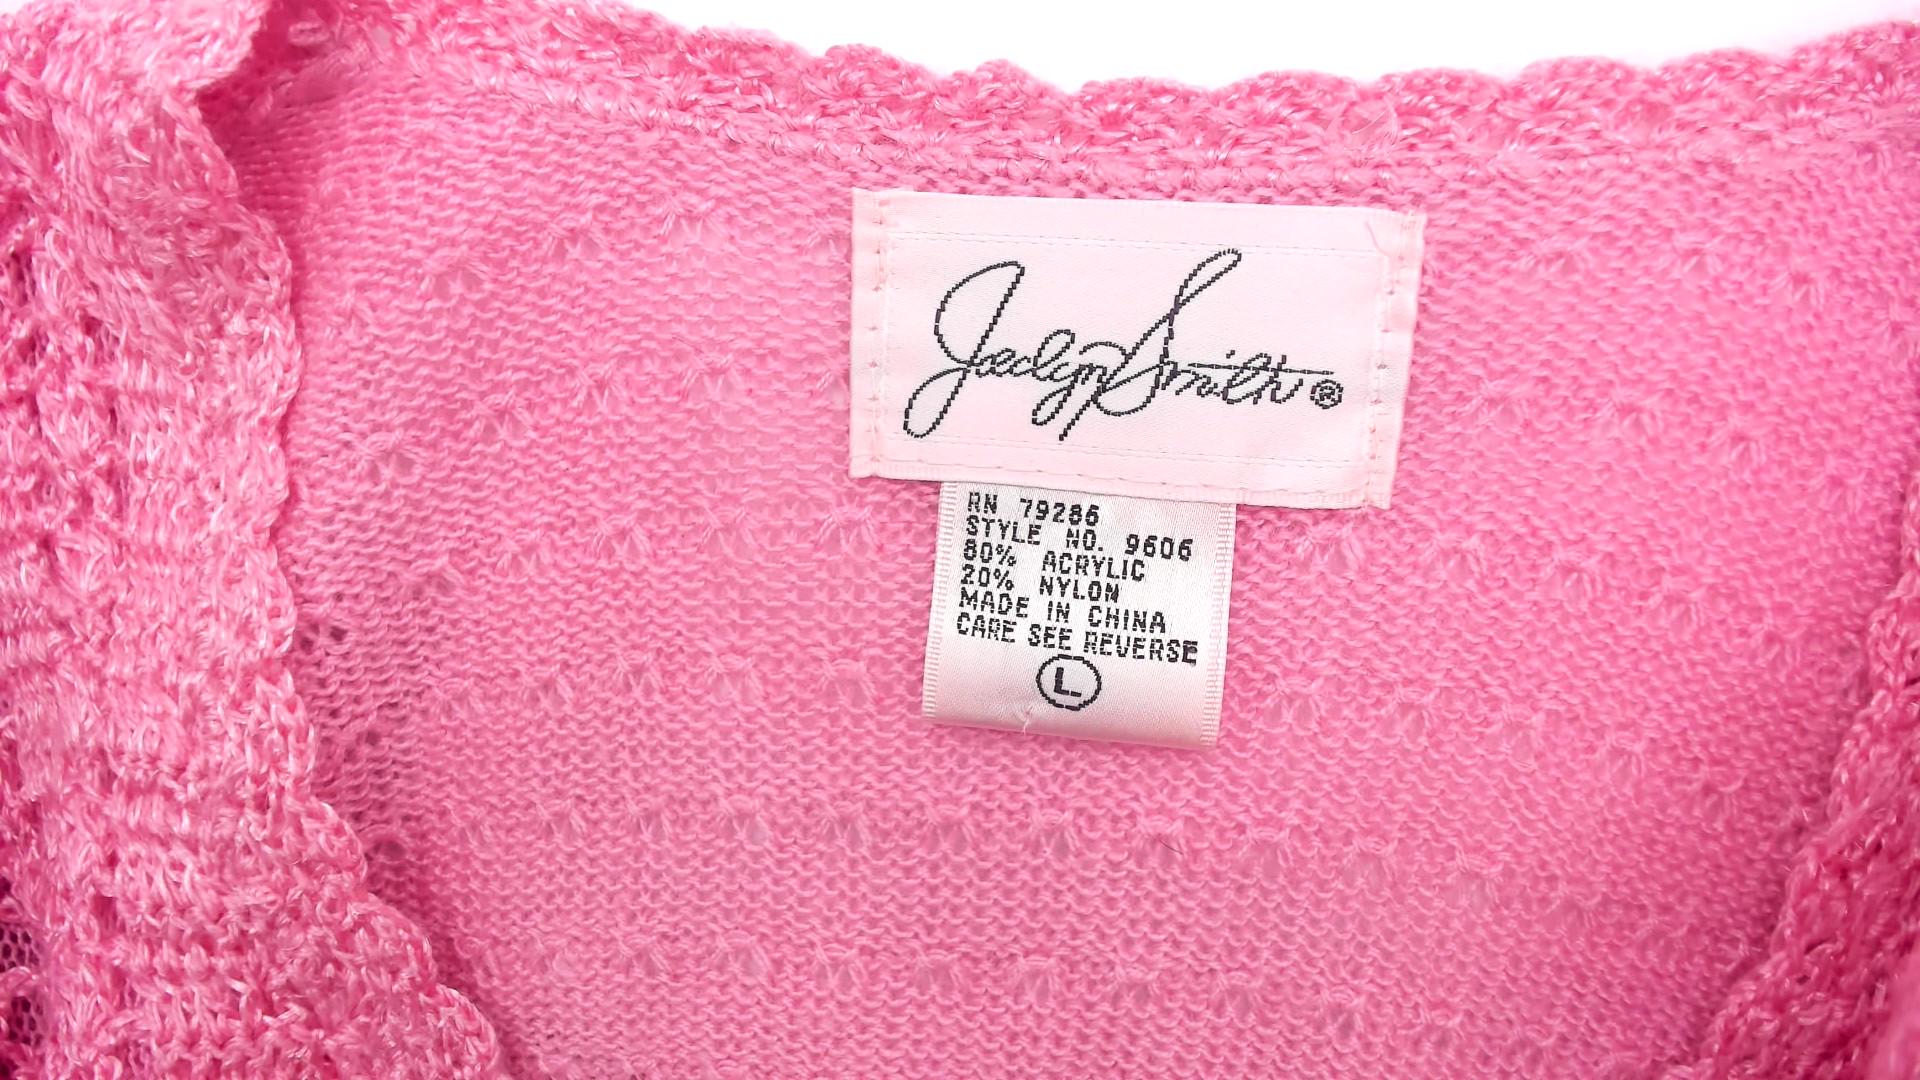 Jaclyn Smith®
RN 79286
STYLE NO. 9606
80% ACRYLIC
20% NYLON
MADE IN CHINA
CARE SEE REVERSE
L